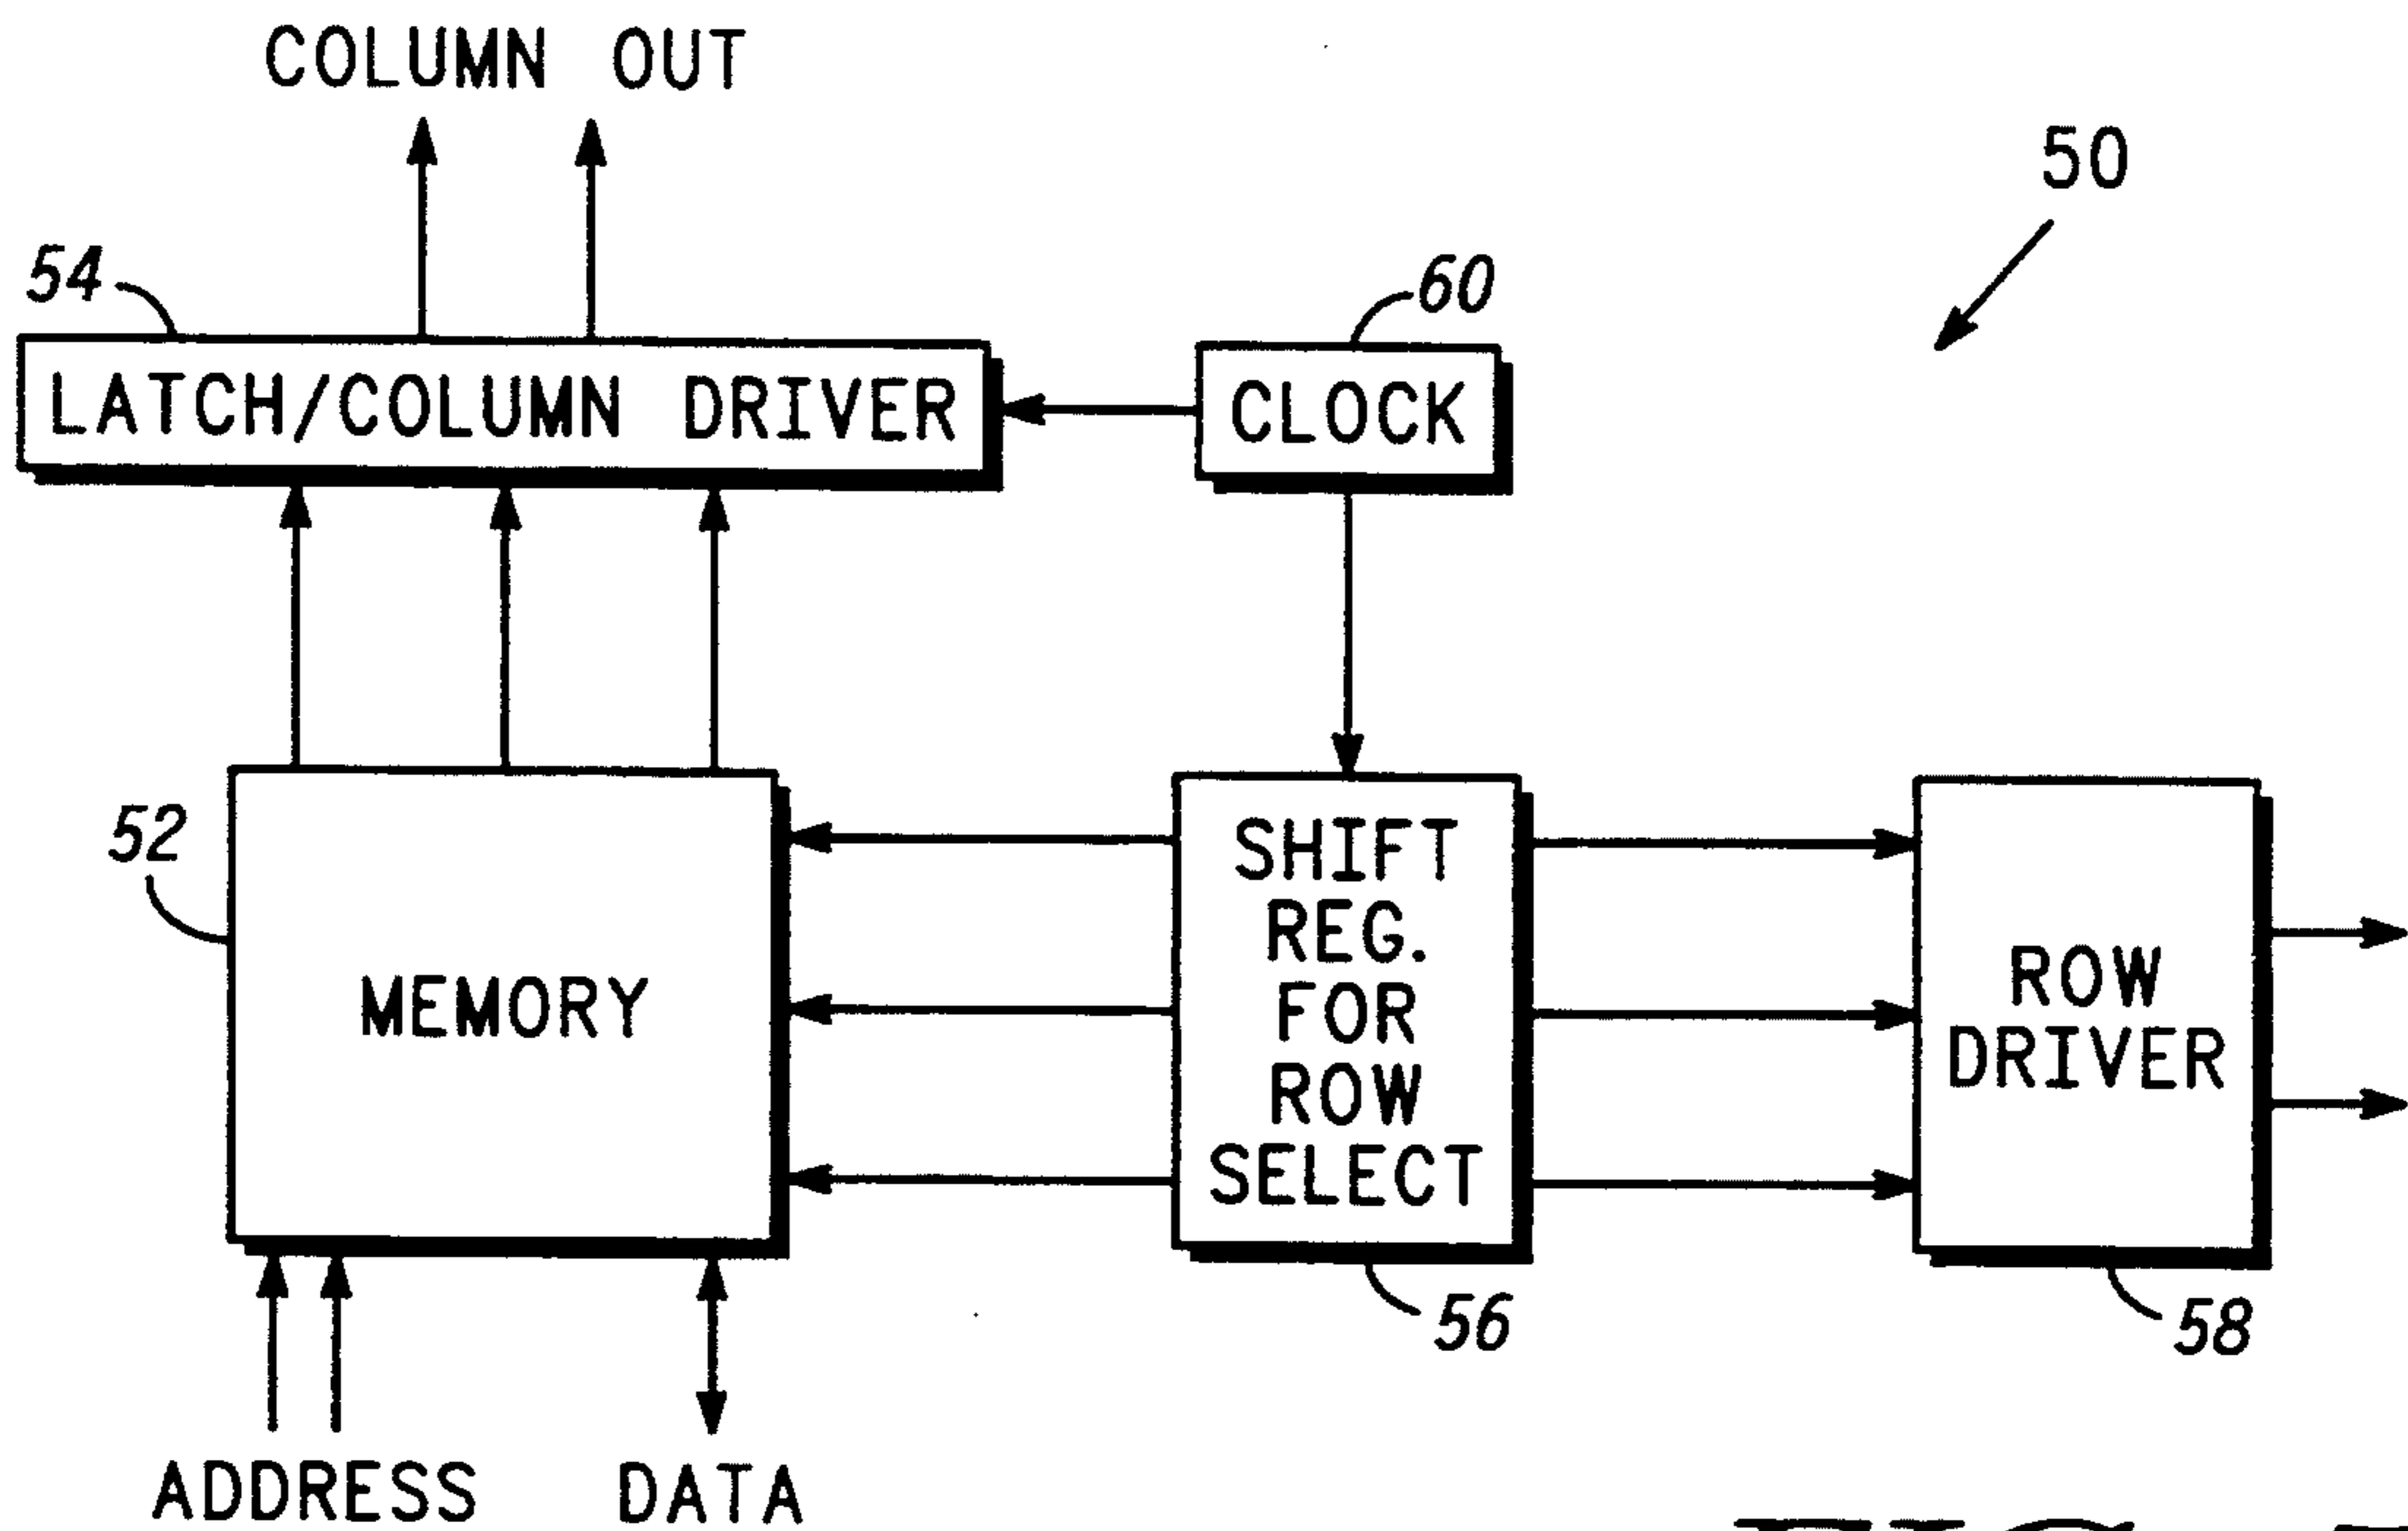 COLUMN OUT
50
54
60
LATCH/COLUMN DRIVER
CLOCK
52
MEMORY
SHIFT
REG.
FOR
ROW
SELECT
ROW
DRIVER
56
58
ADDRESS
DATA